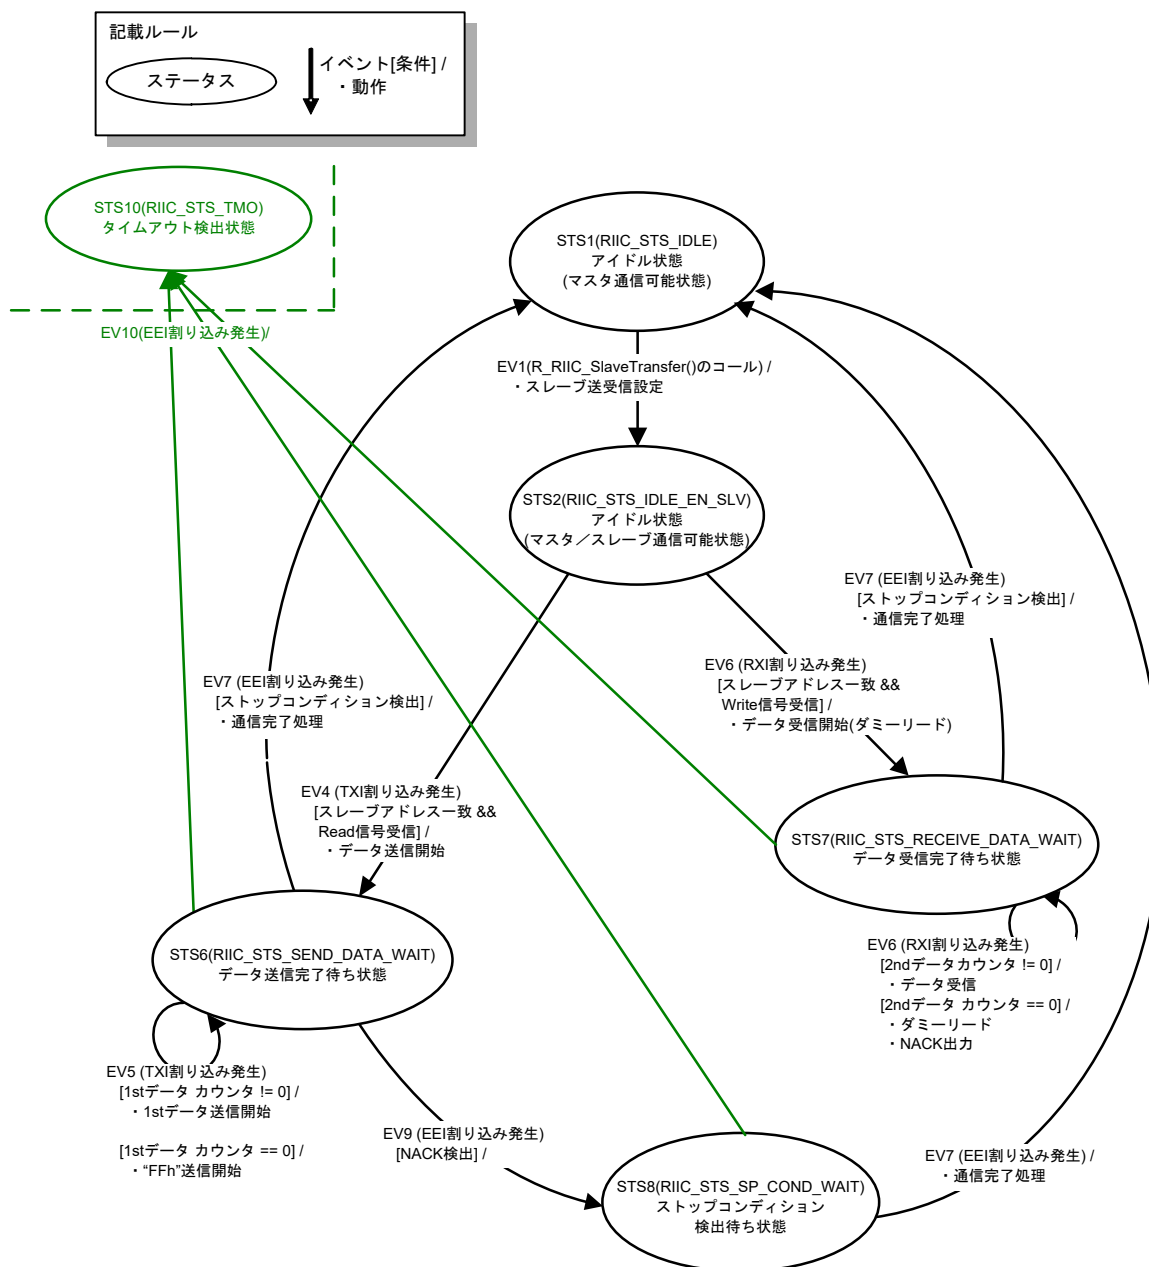 記載ルール
ステータス
イベント[条件] /
・動作
STS10(RIIC_STS_TMO)
タイムアウト検出状態
EV10(EEI割り込み発生)/
STS1(RIIC_STS_IDLE)
アイドル状態
(マスタ通信可能状態)
EV1(R_RIIC_SlaveTransfer()のコール) /
・スレーブ送受信設定
STS2(RIIC_STS_IDLE_EN_SLV)
アイドル状態
(マスタ／スレーブ通信可能状態)
EV7 (EEI割り込み発生)
[ストップコンディション検出] /
・通信完了処理
EV6 (RXI割り込み発生)
[スレーブアドレス一致 &&
Write信号受信] /
・データ受信開始(ダミーリード)
EV7 (EEI割り込み発生)
[ストップコンディション検出] /
・通信完了処理
EV4 (TXI割り込み発生)
[スレーブアドレス一致 &&
Read信号受信] /
・データ送信開始
STS7(RIIC_STS_RECEIVE_DATA_WAIT)
データ受信完了待ち状態
STS6(RIIC_STS_SEND_DATA_WAIT)
データ送信完了待ち状態
EV6 (RXI割り込み発生)
[2ndデータカウンタ != 0] /
・データ受信
[2ndデータ カウンタ == 0] /
・ダミーリード
・NACK出力
EV5 (TXI割り込み発生)
[1stデータ カウンタ != 0] /
・1stデータ送信開始
[1stデータ カウンタ == 0] /
・“FFh”送信開始
EV9 (EEI割り込み発生)
[NACK検出] /
EV7 (EEI割り込み発生) /
・通信完了処理
STS8(RIIC_STS_SP_COND_WAIT)
ストップコンディション
検出待ち状態